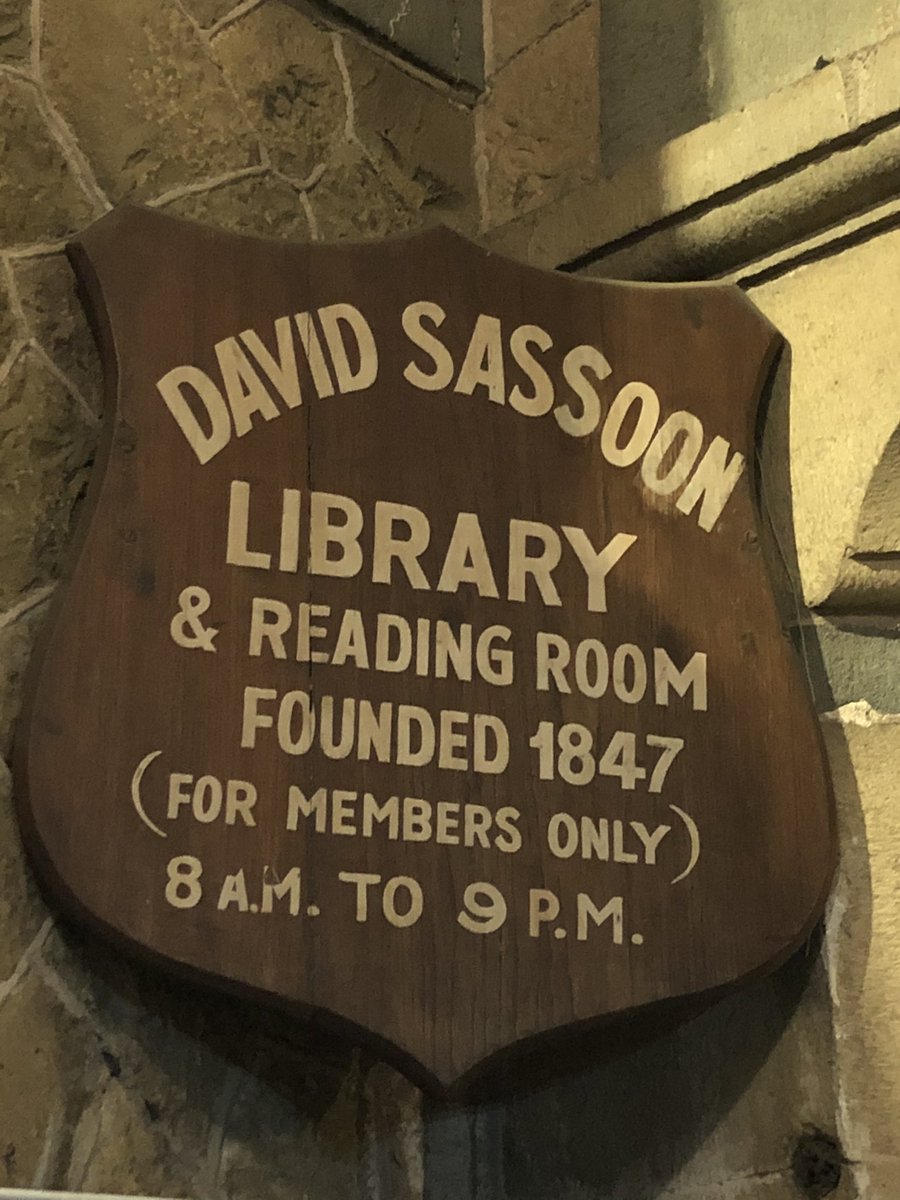 DAVID SASSOON
LIBRARY
& READING ROOM
FOUNDED 1847
(FOR MEMBERS ONLY)
8 A.M. TO 9 P.M.